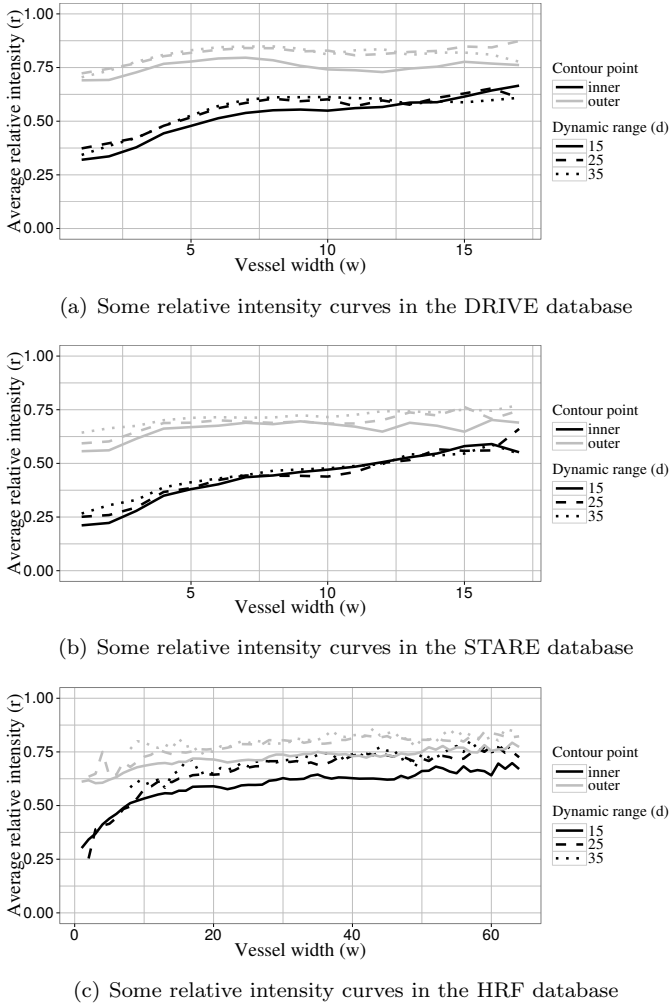 1.00
0.75
0.50
0.25
0.00
Average relative intensity (r)
5
10
15
Vessel width (w)
Contour point
inner
outer
Dynamic range (d)
15
25
35
(a) Some relative intensity curves in the DRIVE database
1.00
0.75
0.50
0.25
0.00
Average relative intensity (r)
5
10
15
Vessel width (w)
Contour point
inner
outer
Dynamic range (d)
15
25
35
(b) Some relative intensity curves in the STARE database
1.00
0.75
0.50
0.25
0.00
Average relative intensity (r)
0
20
40
60
Vessel width (w)
Contour point
inner
outer
Dynamic range (d)
15
25
35
(c) Some relative intensity curves in the HRF database